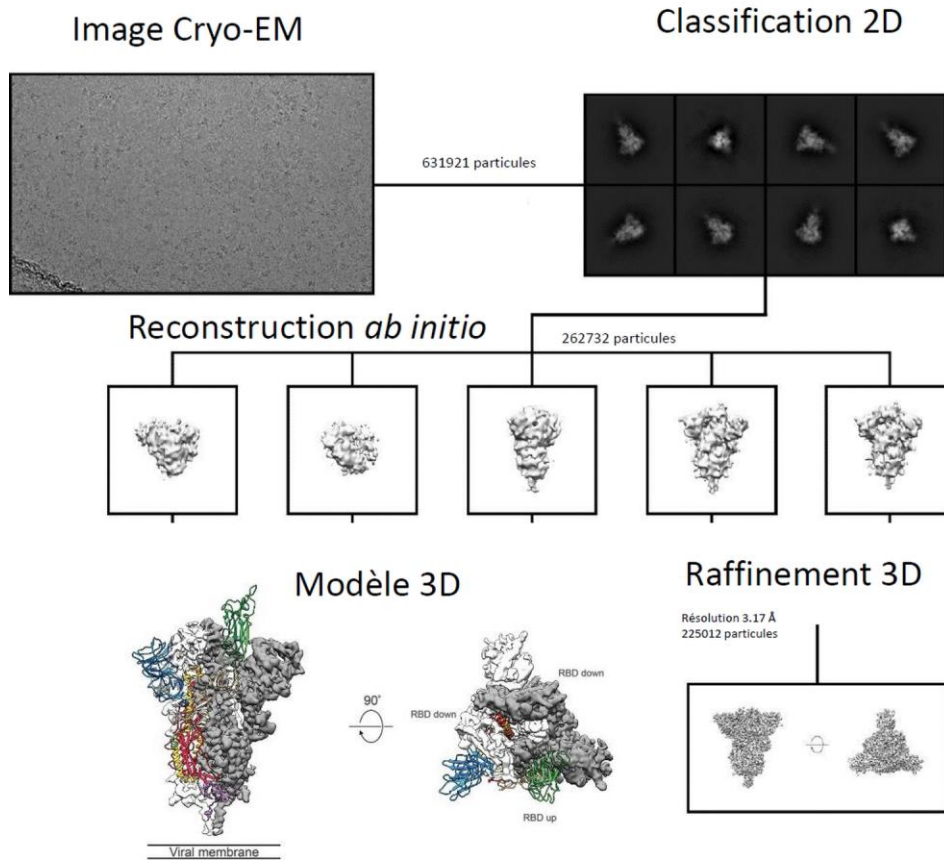 Image Cryo-EM
Classification 2D
631921 particules
Reconstruction ab initio
262732 particules
Modèle 3D
Raffinement 3D
Résolution 3.17 Å
225012 particules
90°
RBD down
RBD down
RBD up
Viral membrane